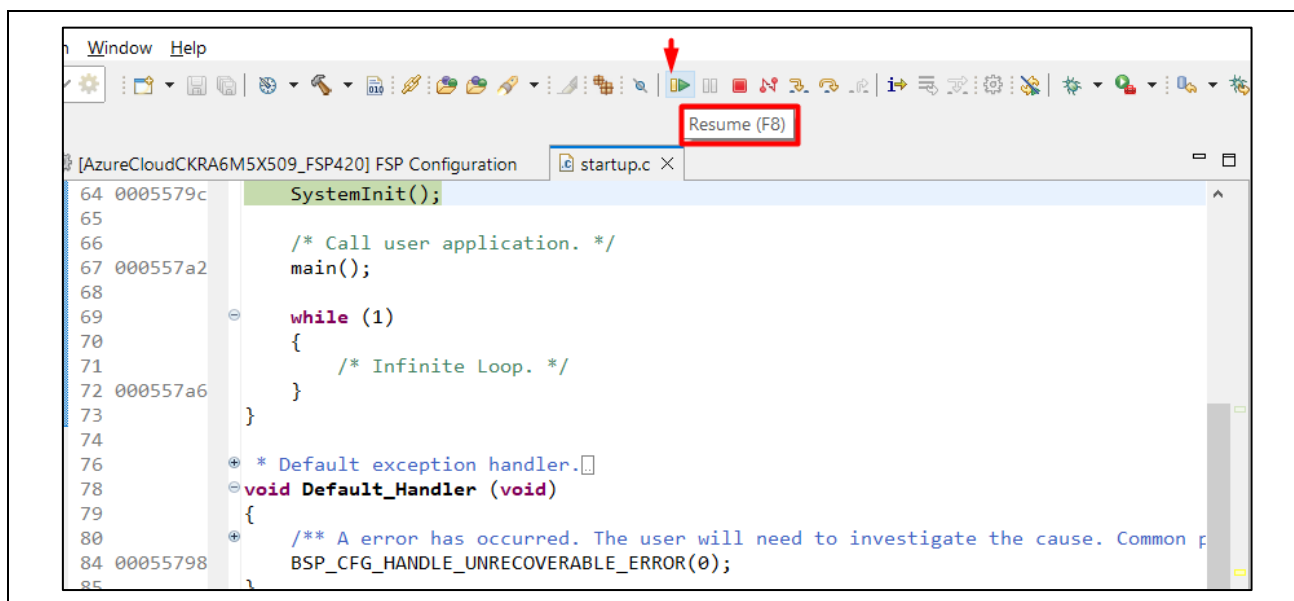 Window Help
Resume (F8)
[AzureCloudCKRA6M5X509_FSP420] FSP Configuration startup.c
64 0005579c SystemInit();
65
66 /* Call user application. */
67 000557a2 main();
68
69 while (1)
70 {
71 /* Infinite Loop. */
72 000557a6 }
73 }
74
76 * Default exception handler.
78 void Default_Handler (void)
79 {
80 /** A error has occurred. The user will need to investigate the cause. Common
84 00055798 BSP_CFG_HANDLE_UNRECOVERABLE_ERROR(0);
85 }